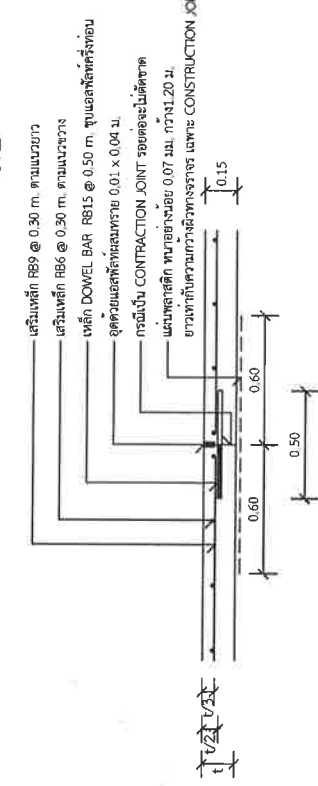 เสริมเหล็ก RB9 @ 0.30 m. ตามแนวยาว
เสริมเหล็ก RB6 @ 0.30 m. ตามแนวขวาง
เหล็ก DOWEL BAR RB15 @ 0.50 m. ชุบแอสฟัลท์ครึ่งท่อน
อุดด้วยแอสฟัลท์ผสมทราย 0.01 x 0.04 ม.
กรณีเป็น CONTRACTION JOINT รอยต่อจะไม่ตัดขาด
แผ่นพลาสติก หนาอย่างน้อย 0.07 มม. กว้าง1.20 ม.
ยาวเท่ากับความกว้างผิวทางจราจร เฉพาะ CONSTRUCTION JO
0.15
t
t/2
t/3
0.60
0.60
0.50